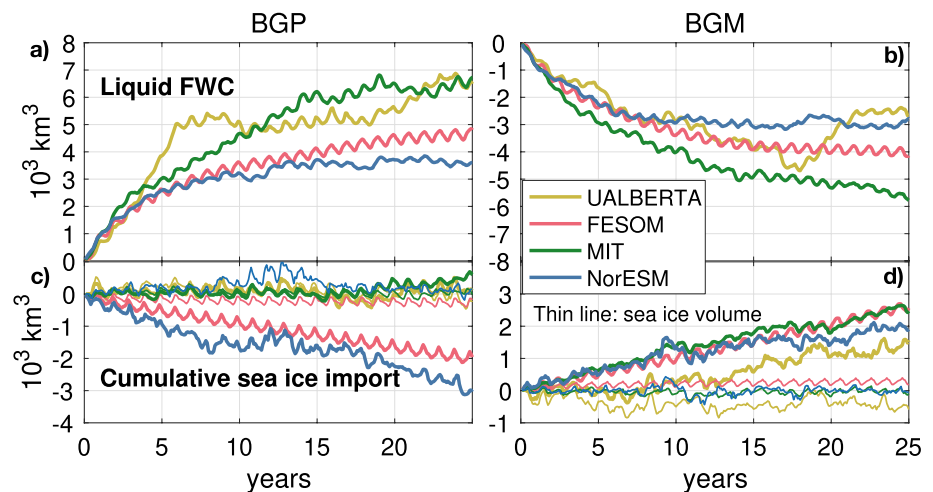 BGP
BGM
a)
8
7
6
5
4
3
2
1
0
10³ km³
Liquid FWC
b)
0
-1
-2
-3
-4
-5
-6
-7
-8
UALBERTA
FESOM
MIT
NorESM
c)
0
-1
-2
-3
-4
10³ km³
Cumulative sea ice import
0 5 10 15 20
years
d)
3
2
1
0
-1
Thin line: sea ice volume
0 5 10 15 20 25
years